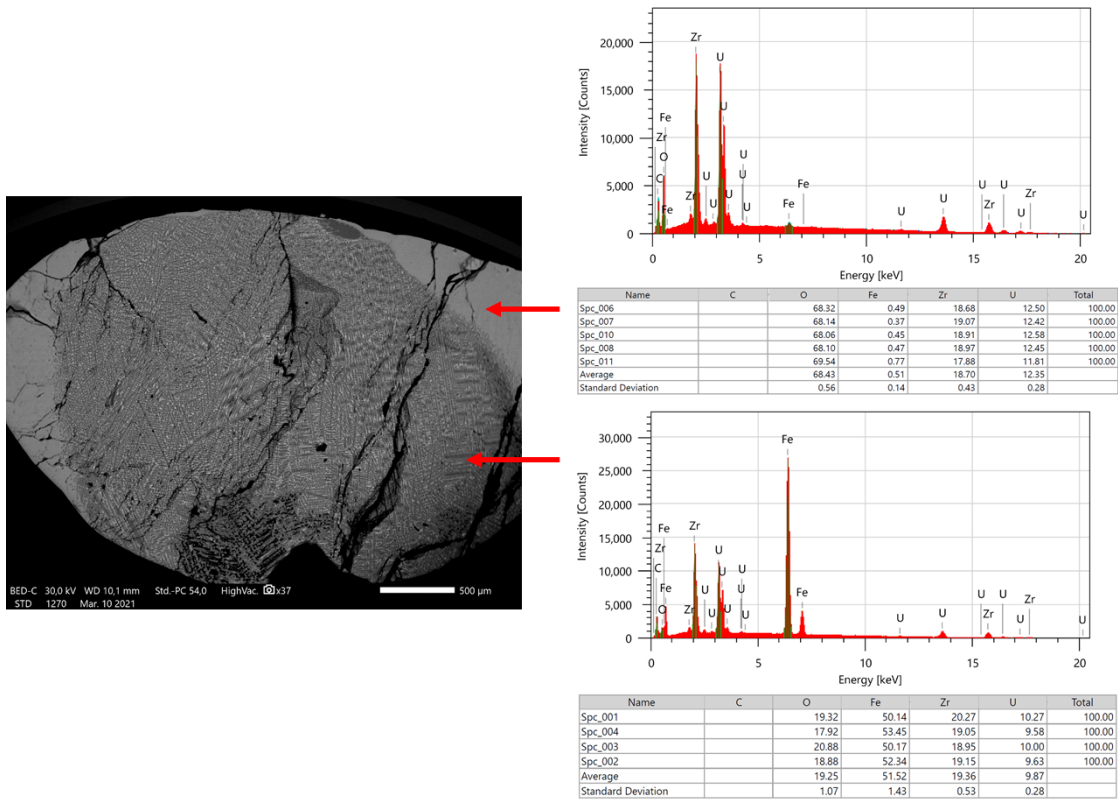 20,000
15,000
10,000
5,000
0
Intensity [Counts]
Fe
Zr
O
C
Fe
Zr
Zr
U
U
U
U
U
U
U
U
Fe
Fe
U
U
U
Zr
U
U
Zr
U
0 5 10 15 20
Energy [keV]
Name C O Fe Zr U Total
Spc_006 68.32 0.49 18.68 12.50 100.00
Spc_007 68.14 0.37 19.07 12.42 100.00
Spc_010 68.06 0.45 18.91 12.58 100.00
Spc_008 68.10 0.47 18.97 12.45 100.00
Spc_011 69.54 0.77 17.88 11.81 100.00
Average 68.43 0.51 18.70 12.35
Standard Deviation 0.56 0.14 0.43 0.28
BED-C 30,0 kV WD 10,1 mm Std.-PC 54,0 HighVac. x37 500 µm
STD 1270 Mar. 10 2021
30,000
25,000
20,000
15,000
10,000
5,000
0
Intensity [Counts]
Fe
Zr
C
Fe
O
Zr
Zr
U
U
U
U
U
U
U
U
Fe
Fe
U
U
U
Zr
U
U
Zr
U
0 5 10 15 20
Energy [keV]
Name C O Fe Zr U Total
Spc_001 19.32 50.14 20.27 10.27 100.00
Spc_004 17.92 53.45 19.05 9.58 100.00
Spc_003 20.88 50.17 18.95 10.00 100.00
Spc_002 18.88 52.34 19.15 9.63 100.00
Average 19.25 51.52 19.36 9.87
Standard Deviation 1.07 1.43 0.53 0.28